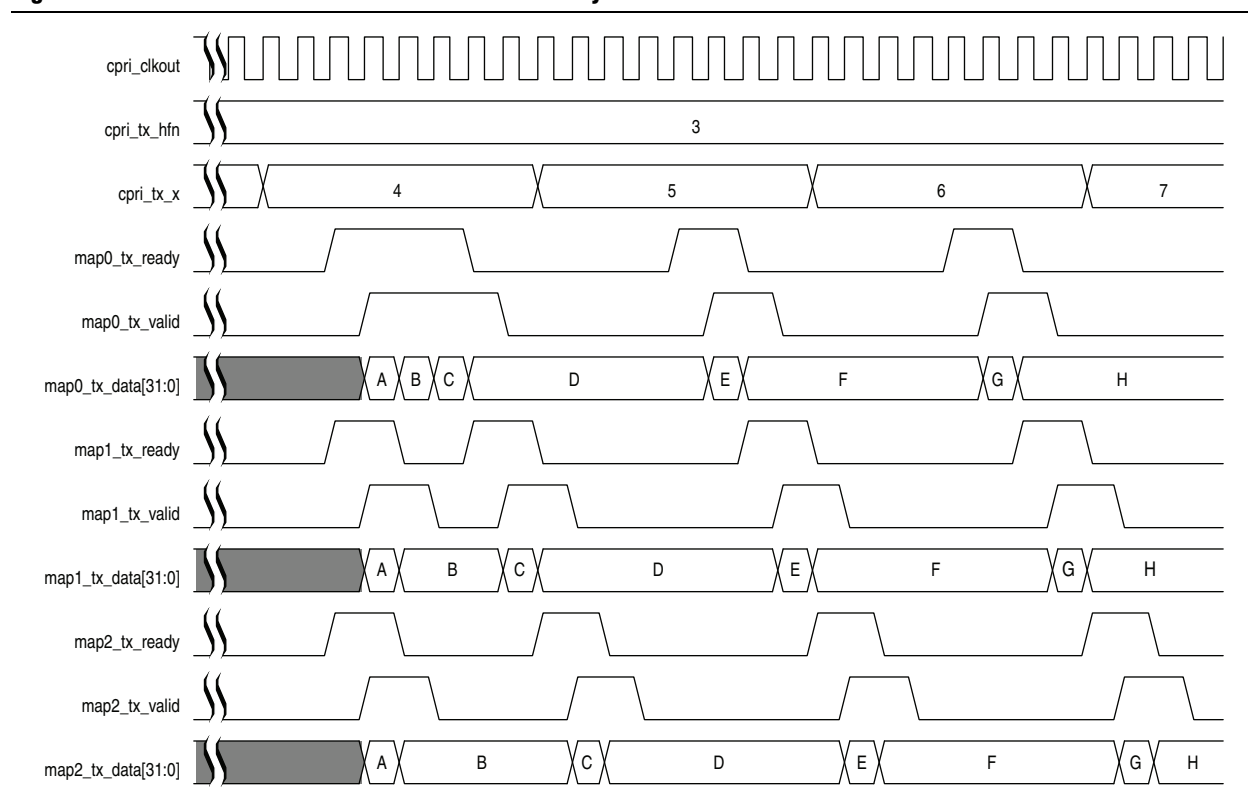 cpri_clkout
cpri_tx_hfn 3
cpri_tx_x 4 5 6 7
map0_tx_ready
map0_tx_valid
map0_tx_data[31:0] A B C D E F G H
map1_tx_ready
map1_tx_valid
map1_tx_data[31:0] A B C D E F G H
map2_tx_ready
map2_tx_valid
map2_tx_data[31:0] A B C D E F G H